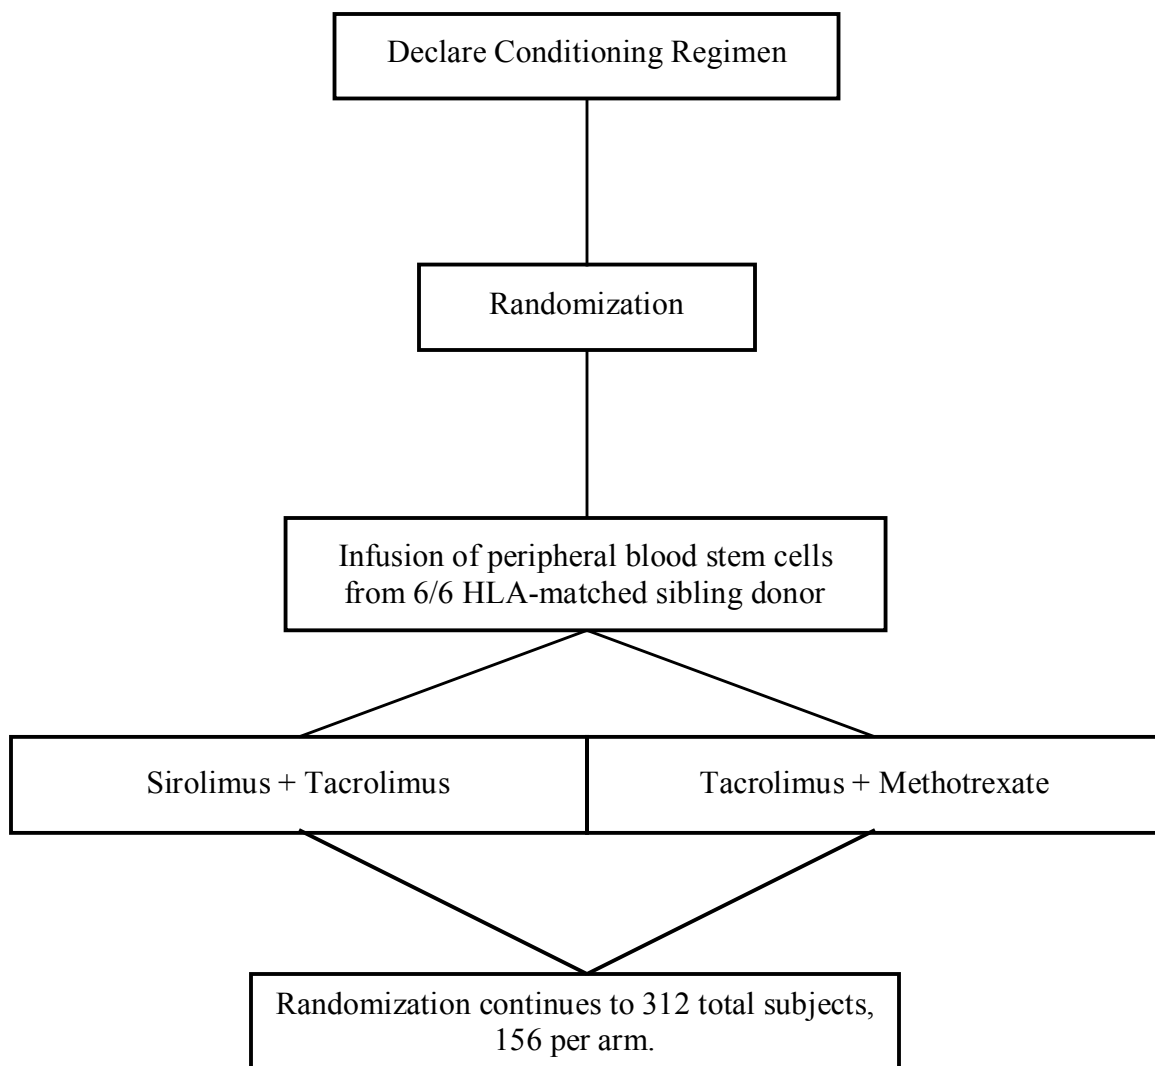 Declare Conditioning Regimen
Randomization
Infusion of peripheral blood stem cells
from 6/6 HLA-matched sibling donor
Sirolimus + Tacrolimus
Tacrolimus + Methotrexate
Randomization continues to 312 total subjects,
156 per arm.